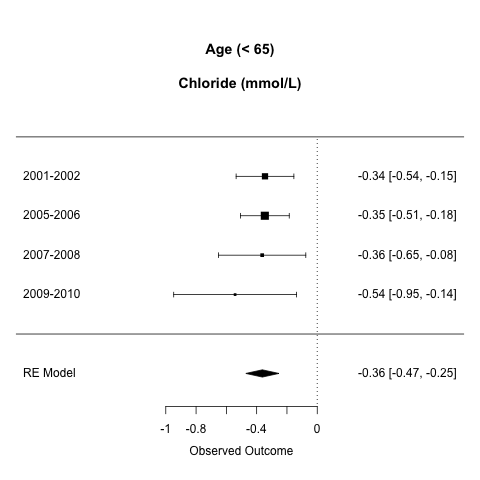 Age (< 65)
Chloride (mmol/L)
2001-2002 -0.34 [-0.54, -0.15]
2005-2006 -0.35 [-0.51, -0.18]
2007-2008 -0.36 [-0.65, -0.08]
2009-2010 -0.54 [-0.95, -0.14]
RE Model -0.36 [-0.47, -0.25]
-1 -0.8 -0.4 0
Observed Outcome